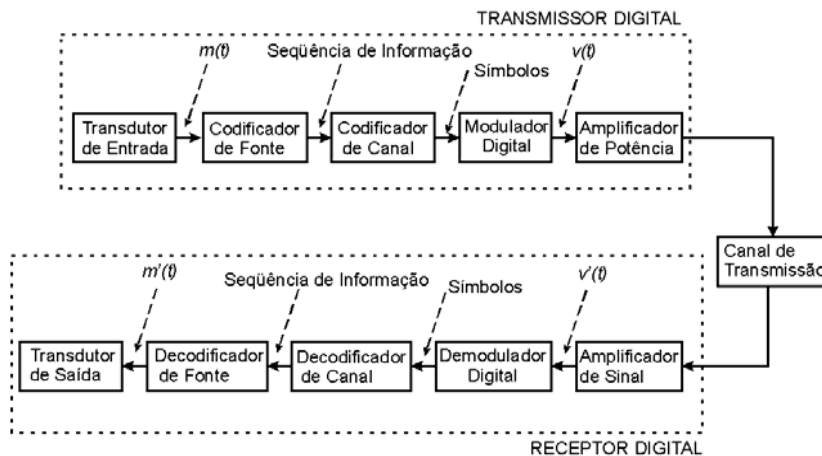 TRANSMISSOR DIGITAL
m(t)
Seqüência de Informação
Símbolos
v(t)
Transdutor
de Entrada
Codificador
de Fonte
Codificador
de Canal
Modulador
Digital
Amplificador
de Potência
Canal de
Transmissão
m'(t)
Seqüência de Informação
Símbolos
v'(t)
Transdutor
de Saída
Decodificador
de Fonte
Decodificador
de Canal
Demodulador
Digital
Amplificador
de Sinal
RECEPTOR DIGITAL